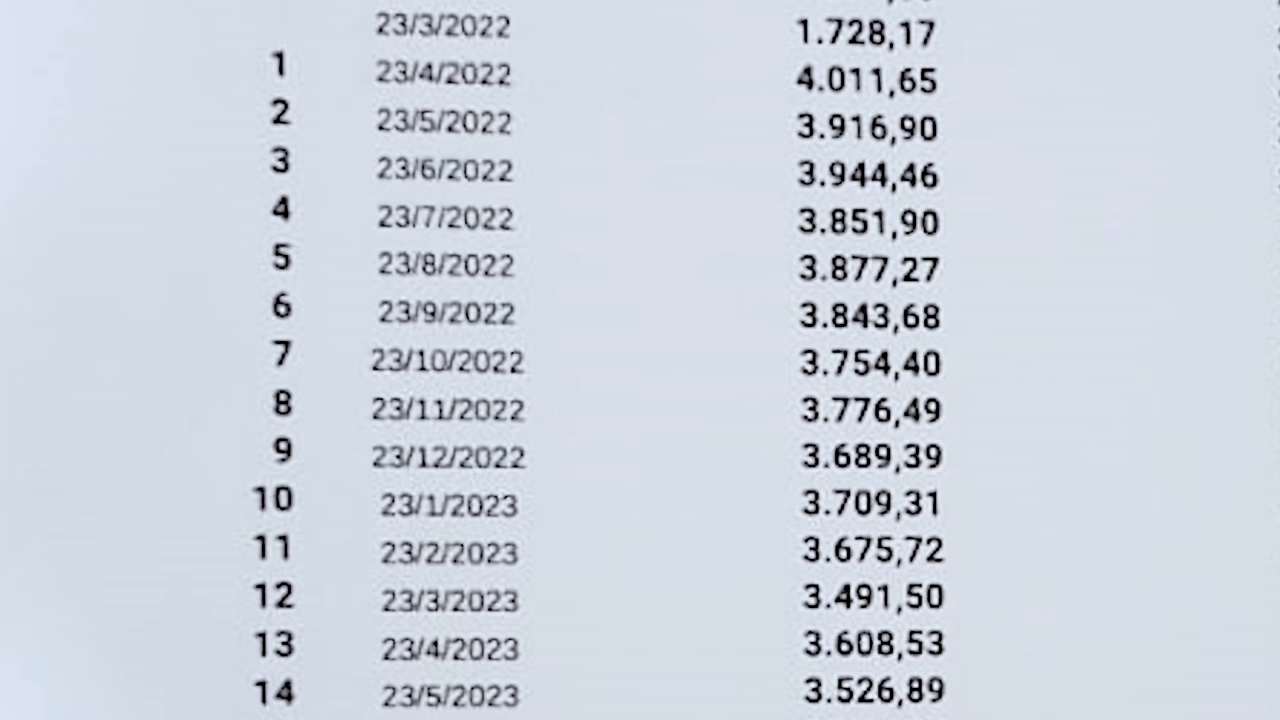 23/3/2022 1.728,17
1 23/4/2022 4.011,65
2 23/5/2022 3.916,90
3 23/6/2022 3.944,46
4 23/7/2022 3.851,90
5 23/8/2022 3.877,27
6 23/9/2022 3.843,68
7 23/10/2022 3.754,40
8 23/11/2022 3.776,49
9 23/12/2022 3.689,39
10 23/1/2023 3.709,31
11 23/2/2023 3.675,72
12 23/3/2023 3.491,50
13 23/4/2023 3.608,53
14 23/5/2023 3.526,89